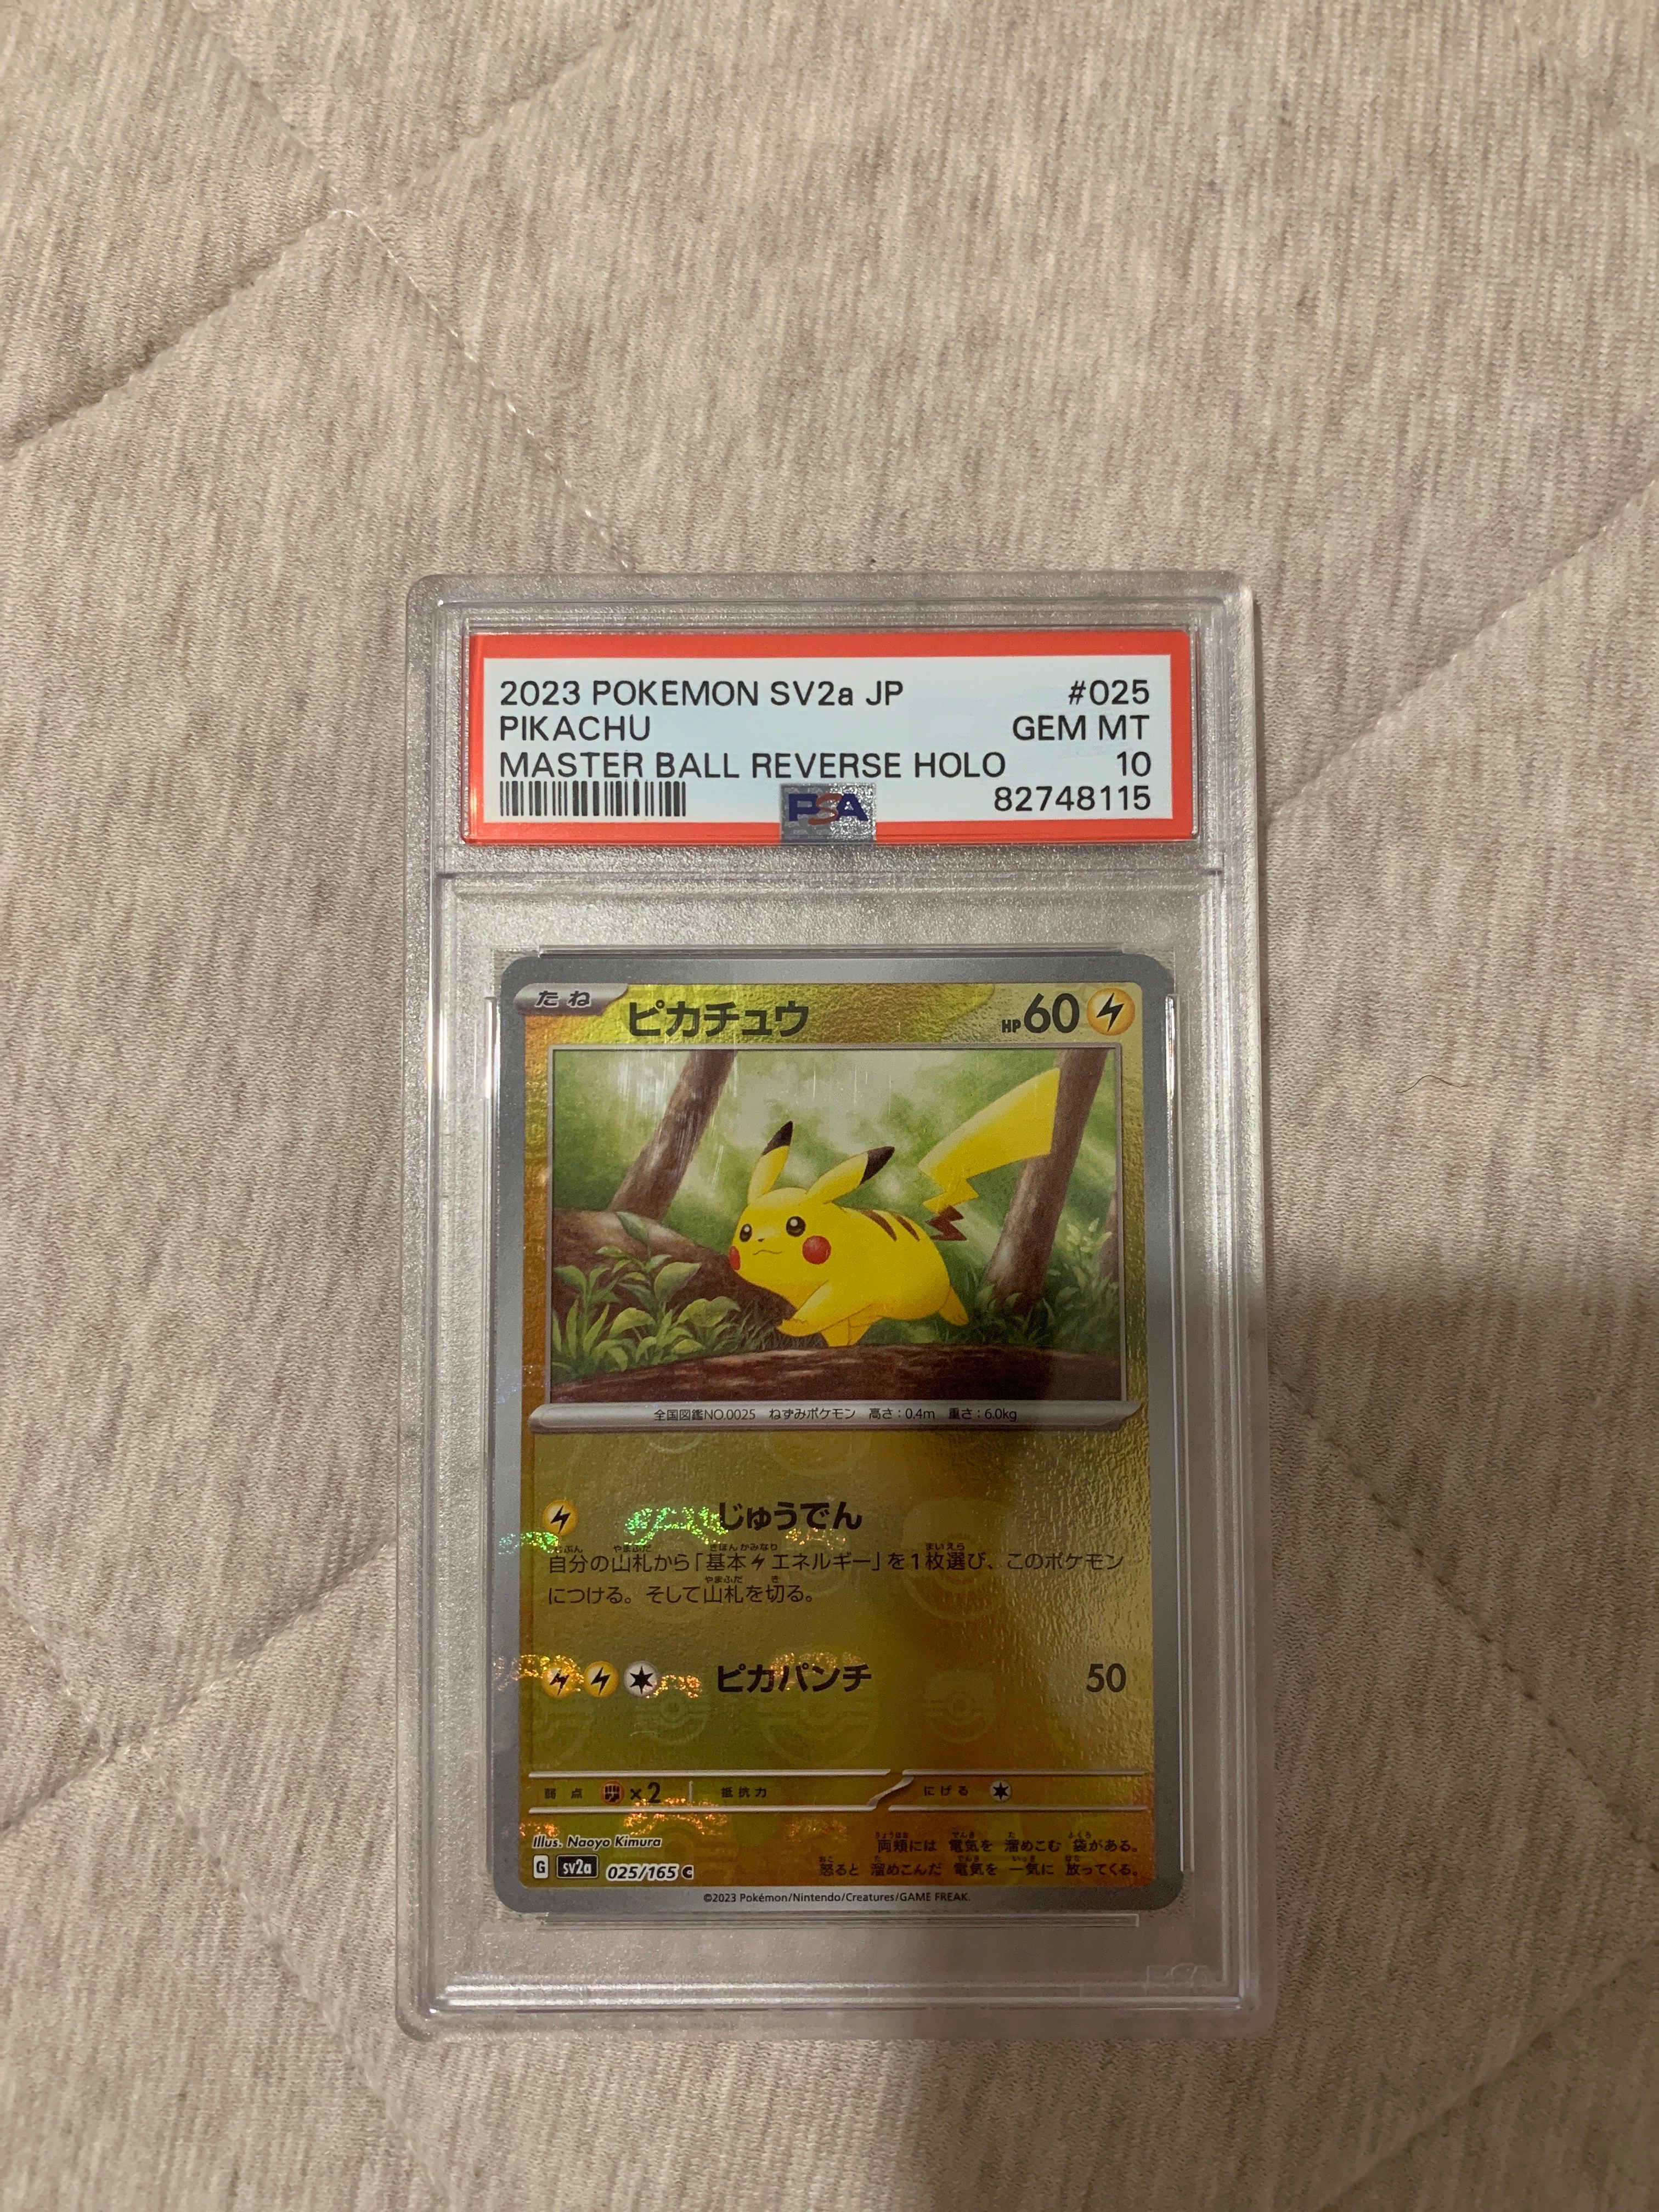 2023 POKEMON SV2a JP #025
PIKACHU GEM MT
MASTER BALL REVERSE HOLO 10
PSA 82748115
たね ピカチュウ HP60
全国図鑑NO.0025 ねずみポケモン 高さ:0.4m 重さ:6.0kg
じゅうでん
自分の山札から「基本エネルギー」を1枚選び、このポケモン
につける。そして山札を切る。
ピカパンチ 50
弱点 ×2 抵抗力 にげる
Illus. Naoyo Kimura
G sv2a 025/165 C
両頬には 電気を 溜めこむ 袋がある。
怒ると 溜めこんだ 電気を 一気に 放ってくる。
©2023 Pokémon/Nintendo/Creatures/GAME FREAK.